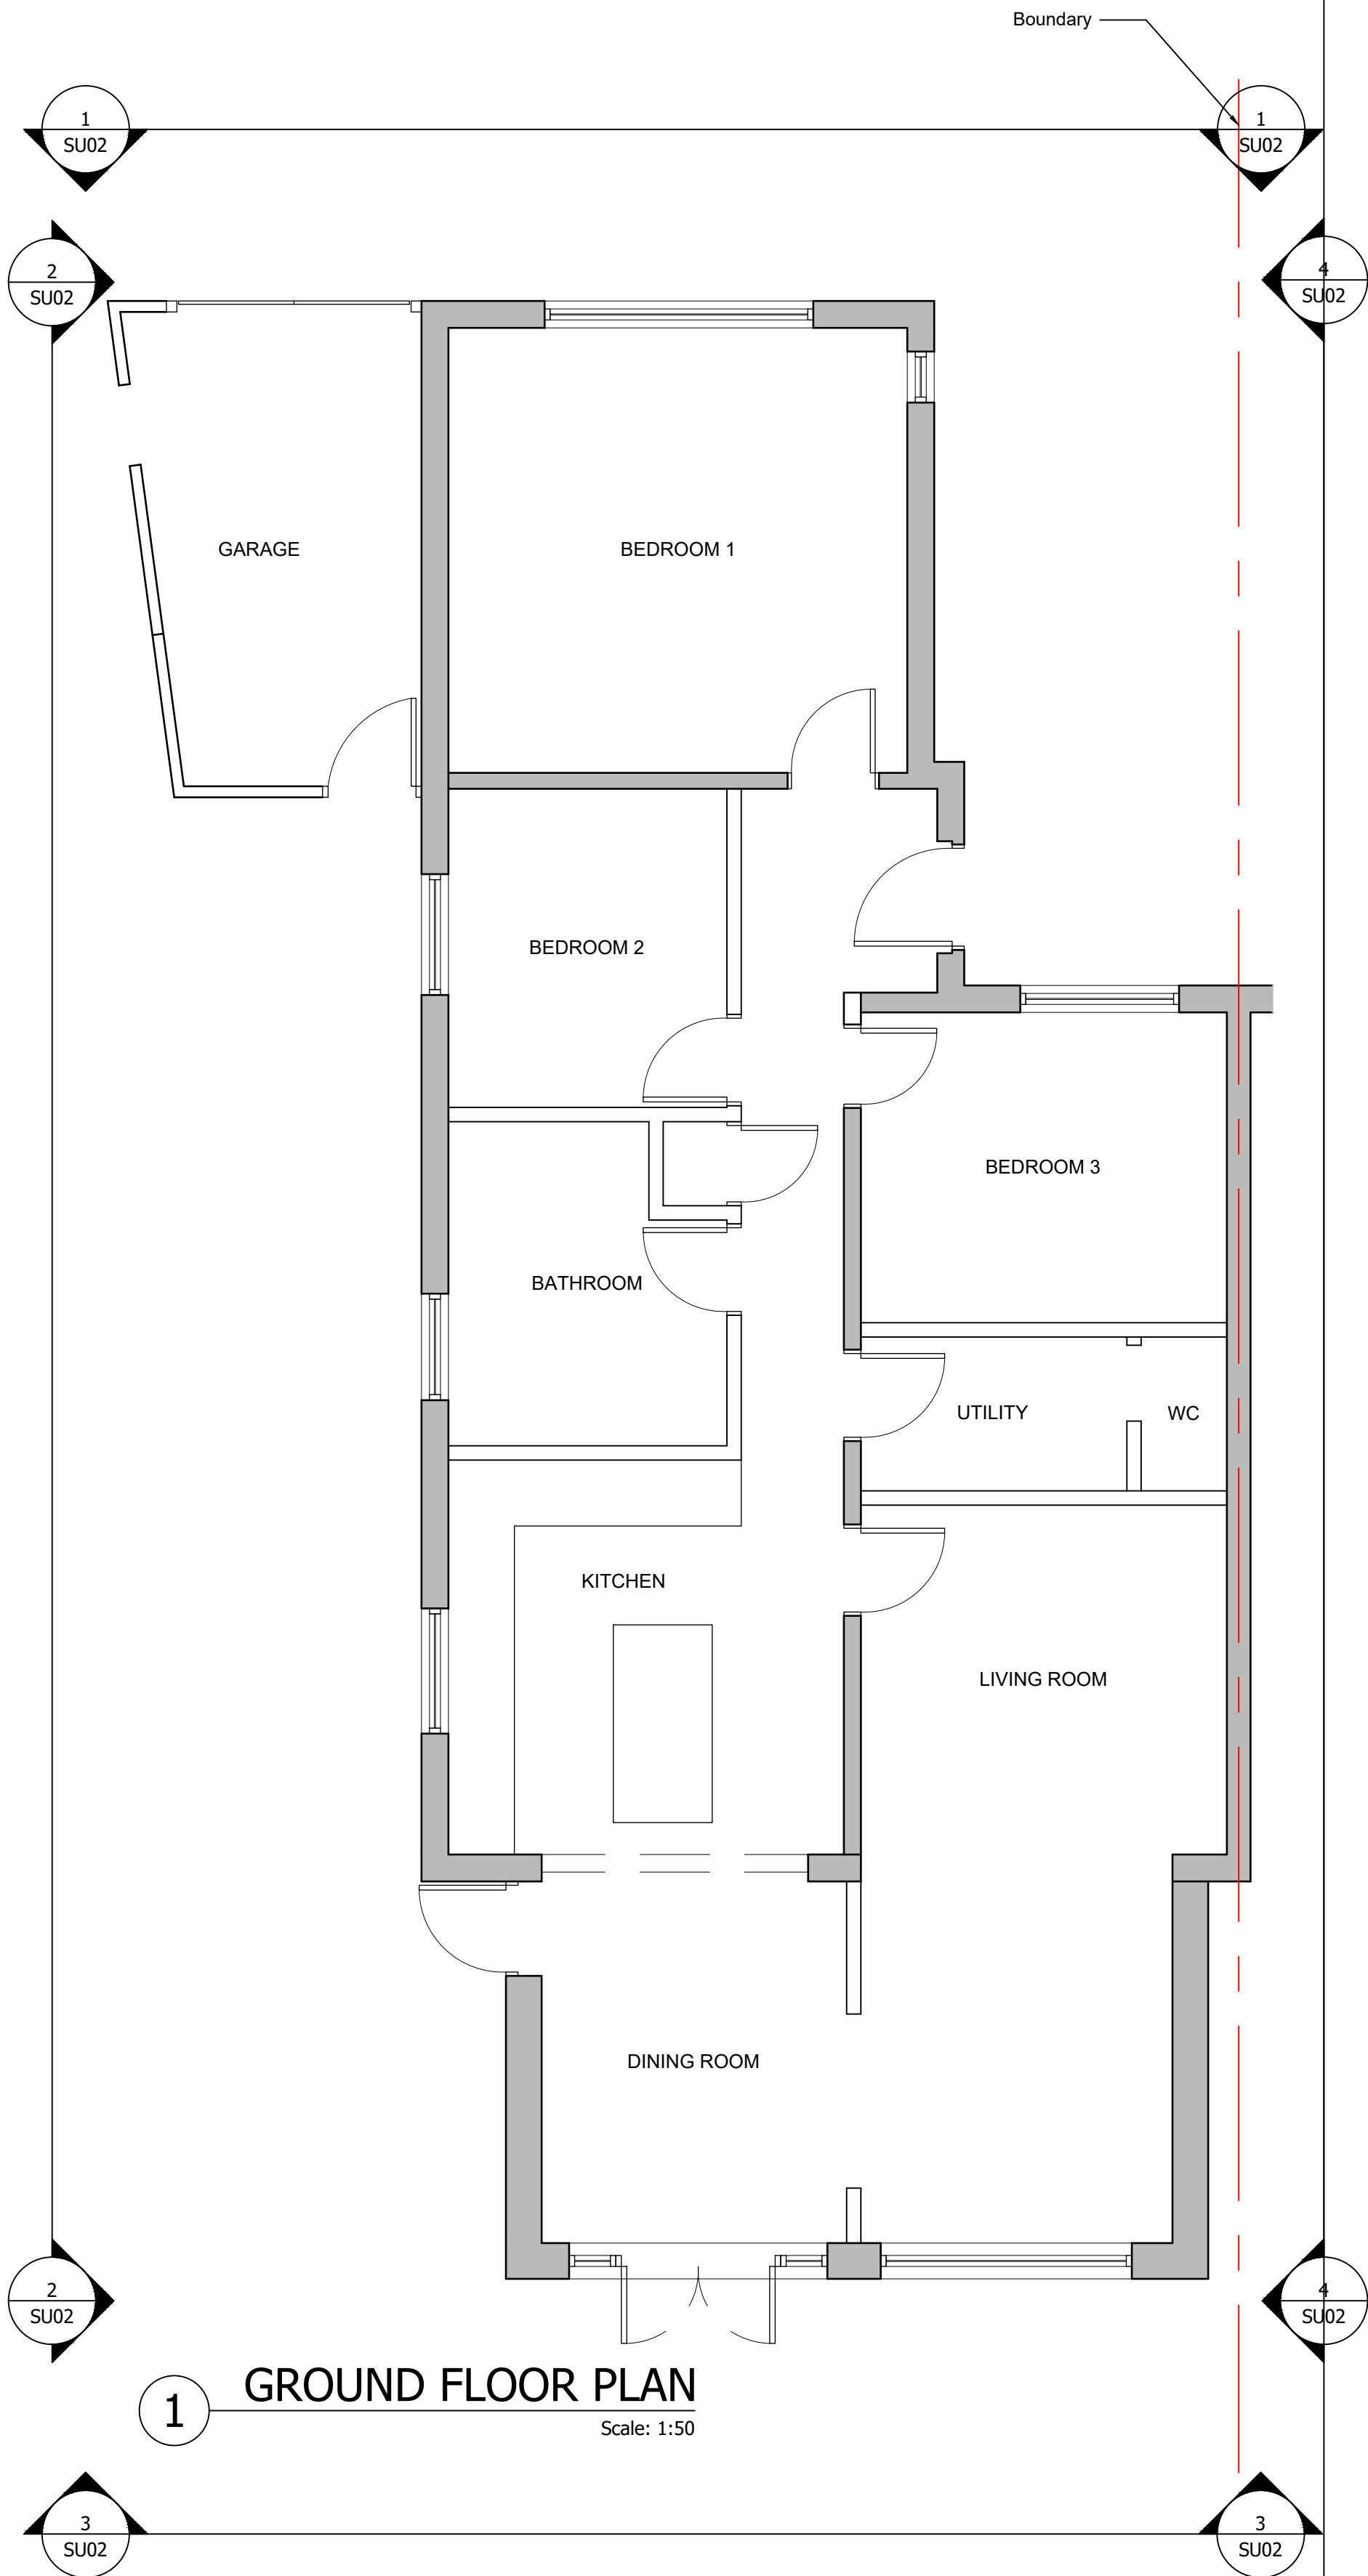 Boundary
1
SU02
1
SU02
2
SU02
4
SU02
GARAGE
BEDROOM 1
BEDROOM 2
BEDROOM 3
BATHROOM
UTILITY
WC
KITCHEN
LIVING ROOM
DINING ROOM
2
SU02
4
SU02
1
GROUND FLOOR PLAN
Scale: 1:50
3
SU02
3
SU02